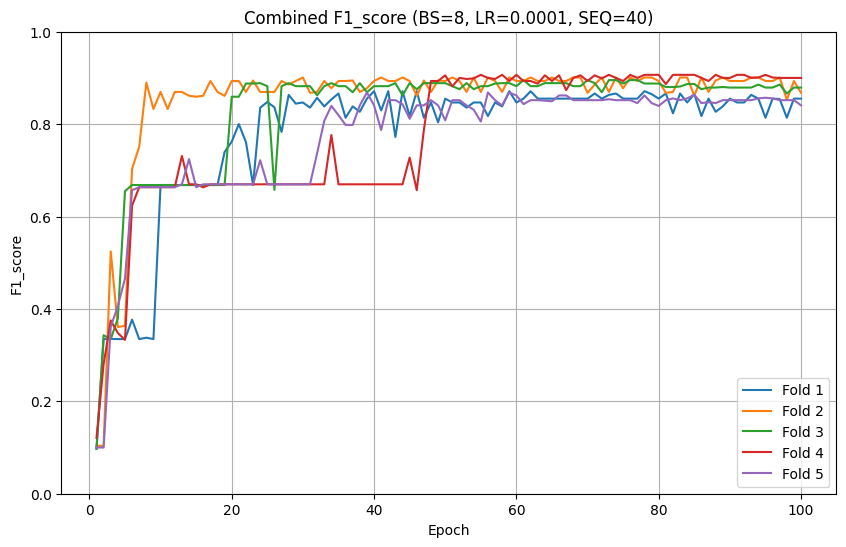 Combined F1_score (BS=8, LR=0.0001, SEQ=40)
F1_score
1.0
0.8
0.6
0.4
0.2
0.0
0 20 40 60 80 100
Epoch
Fold 1
Fold 2
Fold 3
Fold 4
Fold 5